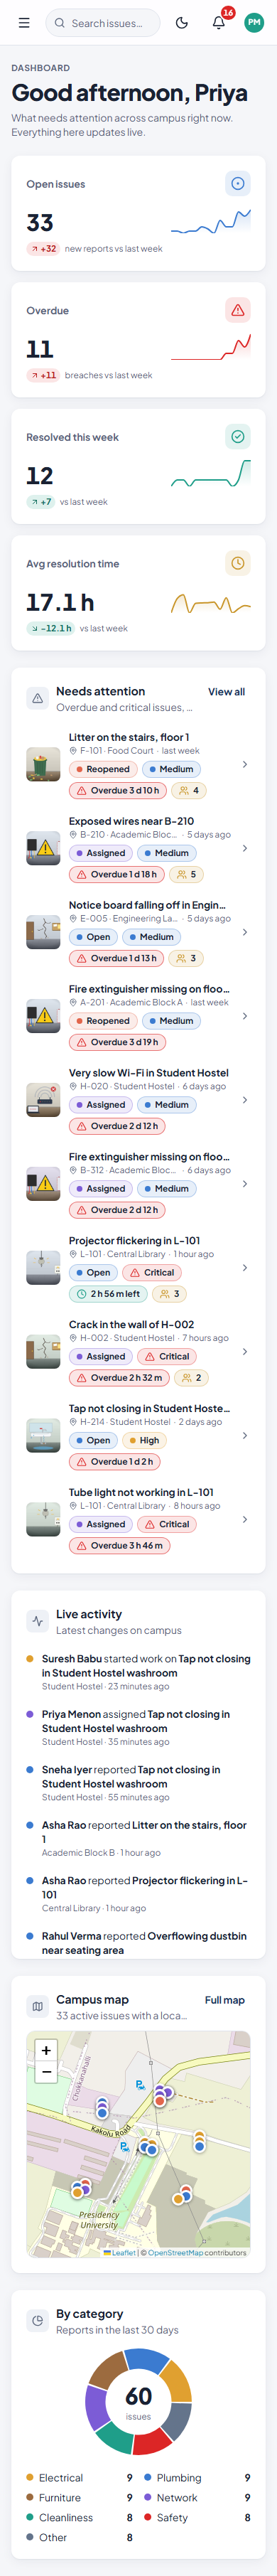 Search issues...
16
PM
DASHBOARD
Good afternoon, Priya
What needs attention across campus right now.
Everything here updates live.
Open issues
33
+32 new reports vs last week
Overdue
11
+11 breaches vs last week
Resolved this week
12
+7 vs last week
Avg resolution time
17.1 h
−12.1 h vs last week
Needs attention
View all
Overdue and critical issues, ...
Litter on the stairs, floor 1
F-101 · Food Court · last week
Reopened Medium
Overdue 3 d 10 h 4
Exposed wires near B-210
B-210 · Academic Bloc... · 5 days ago
Assigned Medium
Overdue 1 d 18 h 5
Notice board falling off in Engin...
E-005 · Engineering La... · 5 days ago
Open Medium
Overdue 1 d 13 h 3
Fire extinguisher missing on floo...
A-201 · Academic Block A · last week
Reopened Medium
Overdue 3 d 19 h
Very slow Wi-Fi in Student Hostel
H-020 · Student Hostel · 6 days ago
Assigned Medium
Overdue 2 d 12 h
Fire extinguisher missing on floo...
B-312 · Academic Bloc... · 6 days ago
Assigned Medium
Overdue 2 d 12 h
Projector flickering in L-101
L-101 · Central Library · 1 hour ago
Open Critical
2 h 56 m left 3
Crack in the wall of H-002
H-002 · Student Hostel · 7 hours ago
Assigned Critical
Overdue 2 h 32 m 2
Tap not closing in Student Hoste...
H-214 · Student Hostel · 2 days ago
Open High
Overdue 1 d 2 h
Tube light not working in L-101
L-101 · Central Library · 8 hours ago
Assigned Critical
Overdue 3 h 46 m
Live activity
Latest changes on campus
Suresh Babu started work on Tap not closing
in Student Hostel washroom
Student Hostel · 23 minutes ago
Priya Menon assigned Tap not closing in
Student Hostel washroom
Student Hostel · 35 minutes ago
Sneha Iyer reported Tap not closing in
Student Hostel washroom
Student Hostel · 55 minutes ago
Asha Rao reported Litter on the stairs, floor
1
Academic Block B · 1 hour ago
Asha Rao reported Projector flickering in L-
101
Central Library · 1 hour ago
Rahul Verma reported Overflowing dustbin
near seating area
Campus map
Full map
33 active issues with a loca...
+
−
Chokkanahalli
Kakolu Road
Presidency
University
Leaflet | © OpenStreetMap contributors
By category
Reports in the last 30 days
60
issues
Electrical 9
Plumbing 9
Furniture 9
Network 9
Cleanliness 8
Safety 8
Other 8